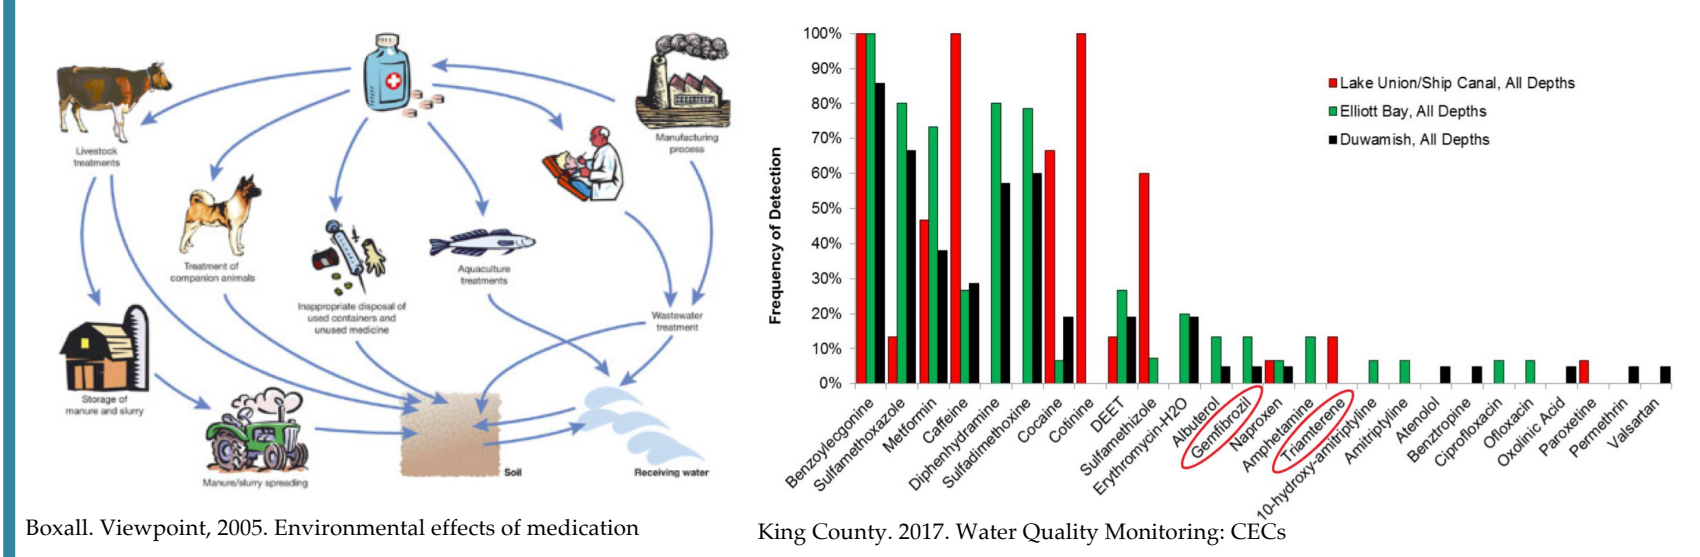 Livestock
treatments
Manufacturing
process
Treatment of
companion animals
Aquaculture
treatments
Inappropriate disposal of
used containers and
unused medicine
Wastewater
treatment
Storage of
manure and slurry
Soil
Receiving water
Manure/slurry spreading
Boxall. Viewpoint, 2005. Environmental effects of medication
Frequency of Detection
100%
90%
80%
70%
60%
50%
40%
30%
20%
10%
0%
Lake Union/Ship Canal, All Depths
Elliott Bay, All Depths
Duwamish, All Depths
Benzoylecgonine
Sulfamethoxazole
Metformin
Caffeine
Diphenhydramine
Sulfadimethoxine
Cocaine
Cotinine
DEET
Sulfamethizole
Erythromycin-H2O
Albuterol
Gemfibrozil
Naproxen
Amphetamine
Triamterene
10-hydroxy-amitriptyline
Amitriptyline
Atenolol
Benztropine
Ciprofloxacin
Ofloxacin
Oxolinic Acid
Paroxetine
Permethrin
Valsartan
King County. 2017. Water Quality Monitoring: CECs